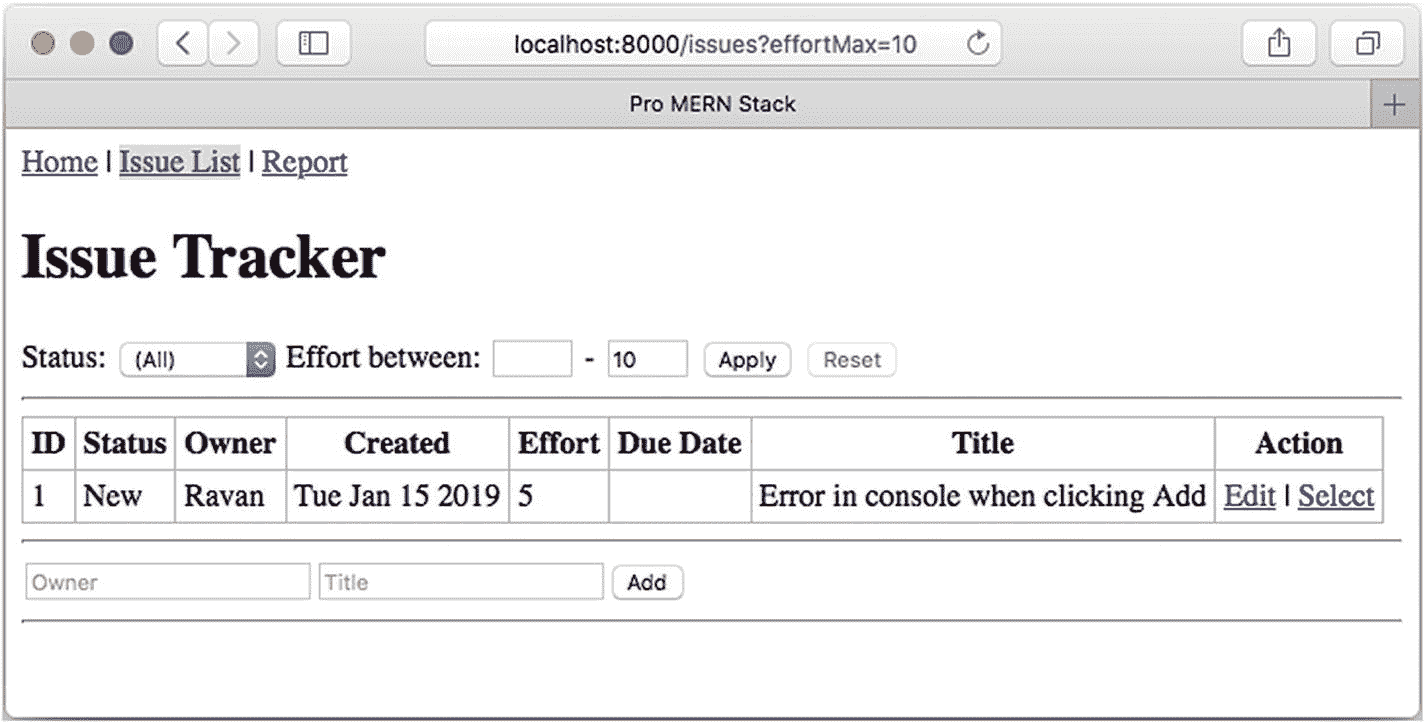 localhost:8000/issues?effortMax=10
Pro MERN Stack
Home | Issue List | Report
Issue Tracker
Status: (All) Effort between: - 10 Apply Reset
ID Status Owner Created Effort Due Date Title Action
1 New Ravan Tue Jan 15 2019 5 Error in console when clicking Add Edit | Select
Owner Title Add